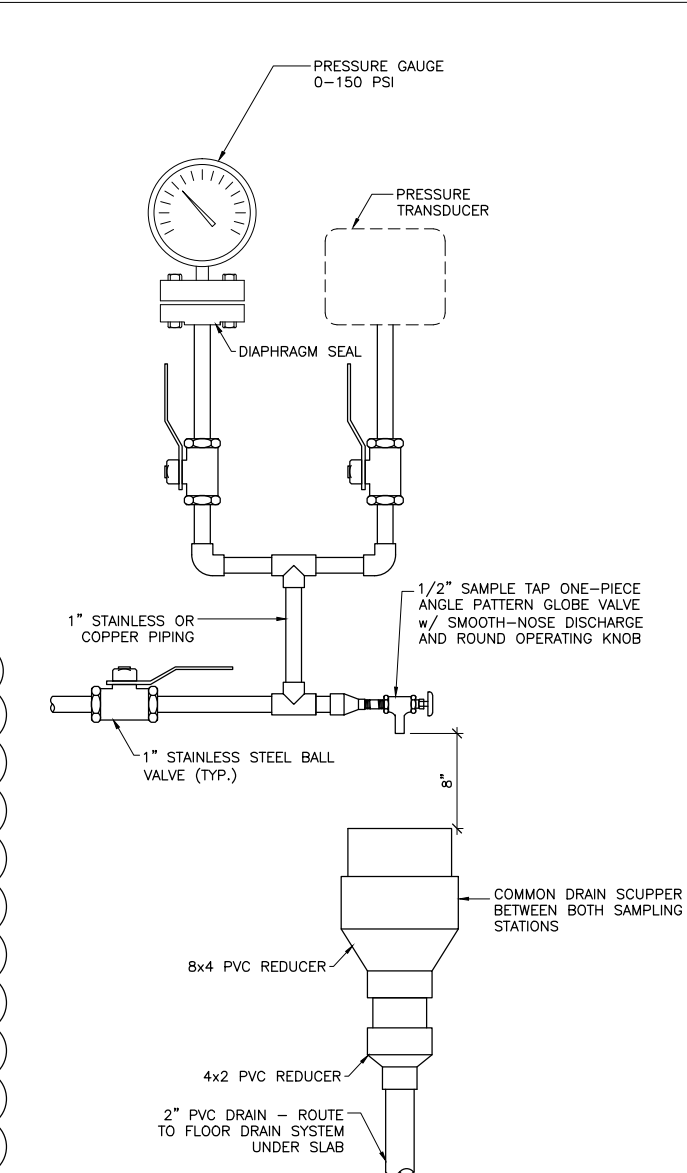 PRESSURE GAUGE
0-150 PSI
PRESSURE
TRANSDUCER
DIAPHRAGM SEAL
1/2" SAMPLE TAP ONE-PIECE
ANGLE PATTERN GLOBE VALVE
w/ SMOOTH-NOSE DISCHARGE
AND ROUND OPERATING KNOB
1" STAINLESS OR
COPPER PIPING
1" STAINLESS STEEL BALL
VALVE (TYP.)
8"
COMMON DRAIN SCUPPER
BETWEEN BOTH SAMPLING
STATIONS
8x4 PVC REDUCER
4x2 PVC REDUCER
2" PVC DRAIN - ROUTE
TO FLOOR DRAIN SYSTEM
UNDER SLAB